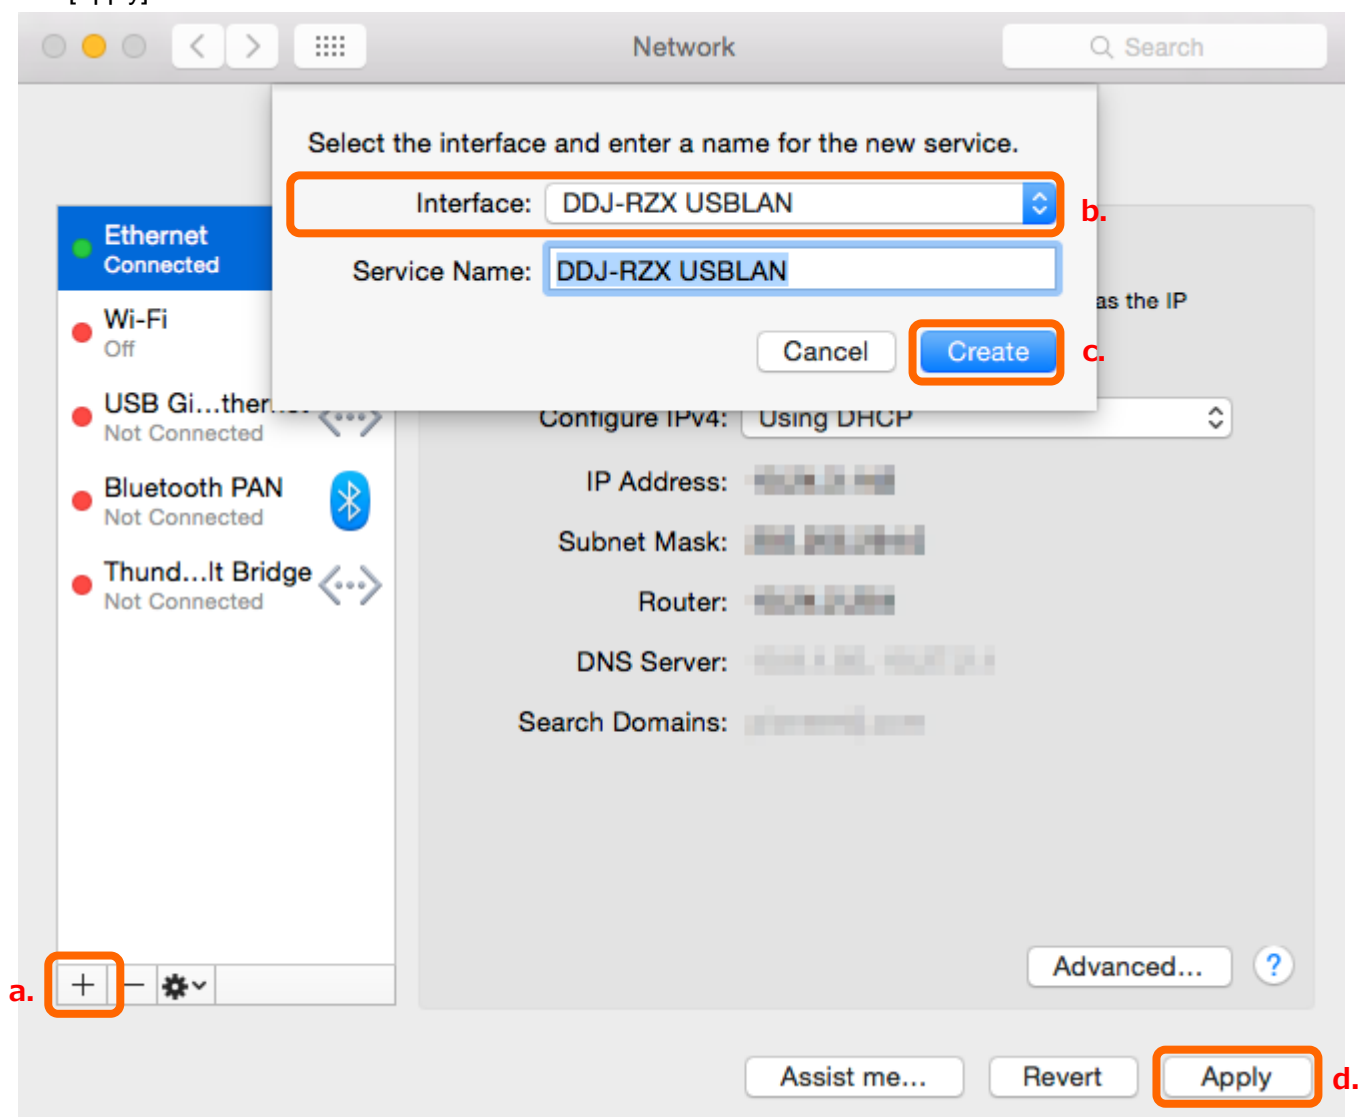 [Apply]
Network
Search
Select the interface and enter a name for the new service.
Interface: DDJ-RZX USBLAN
b.
Service Name: DDJ-RZX USBLAN
Cancel
Create
c.
Ethernet
Connected
Wi-Fi
Off
USB Gi...ther
Not Connected
Bluetooth PAN
Not Connected
Thund...lt Bridge
Not Connected
as the IP
Configure IPv4: Using DHCP
IP Address:
Subnet Mask:
Router:
DNS Server:
Search Domains:
Advanced...
?
a.
Assist me...
Revert
Apply
d.